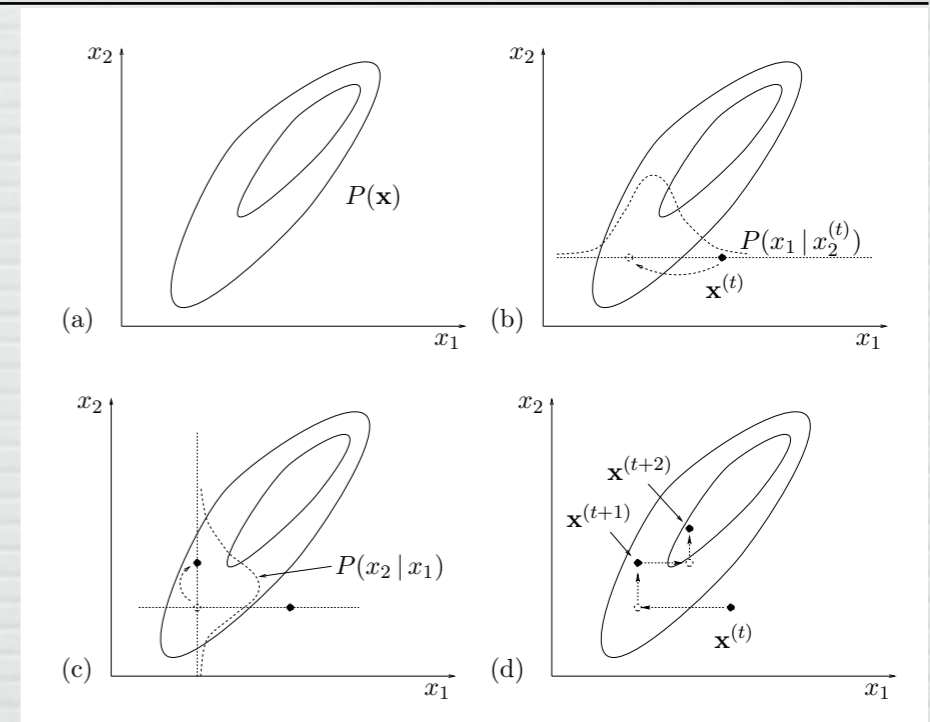 x₂
P(x)
(a)
x₁
x₂
P(x₁ | x₂⁽ᵗ⁾)
x⁽ᵗ⁾
(b)
x₁
x₂
P(x₂ | x₁)
(c)
x₁
x₂
x⁽ᵗ⁺²⁾
x⁽ᵗ⁺¹⁾
x⁽ᵗ⁾
(d)
x₁